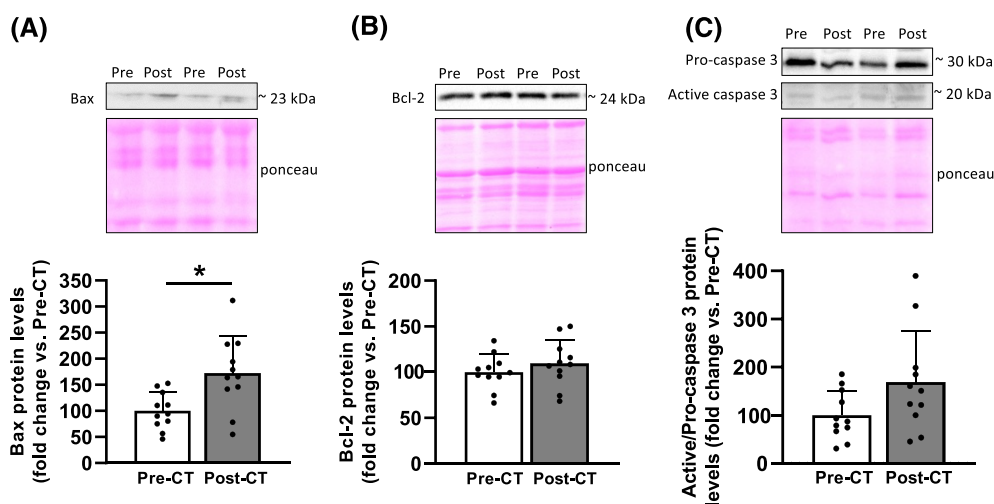 (A)
Pre Post Pre Post
Bax
~ 23 kDa
ponceau
Bax protein levels
(fold change vs. Pre-CT)
350
300
250
200
150
100
50
0
*
Pre-CT Post-CT
(B)
Pre Post Pre Post
Bcl-2
~ 24 kDa
ponceau
Bcl-2 protein levels
(fold change vs. Pre-CT)
200
150
100
50
0
Pre-CT Post-CT
(C)
Pre Post Pre Post
Pro-caspase 3
~ 30 kDa
Active caspase 3
~ 20 kDa
ponceau
Active/Pro-caspase 3 protein
levels (fold change vs. Pre-CT)
400
300
200
100
0
Pre-CT Post-CT